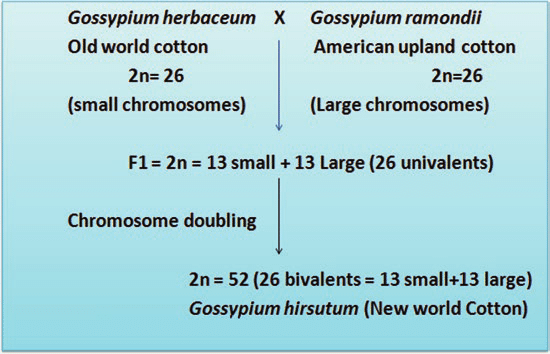 Gossypium herbaceum X Gossypium ramondii
Old world cotton American upland cotton
2n= 26 2n=26
(small chromosomes) (Large chromosomes)
F1 = 2n = 13 small + 13 Large (26 univalents)
Chromosome doubling
2n = 52 (26 bivalents = 13 small+13 large)
Gossypium hirsutum (New world Cotton)